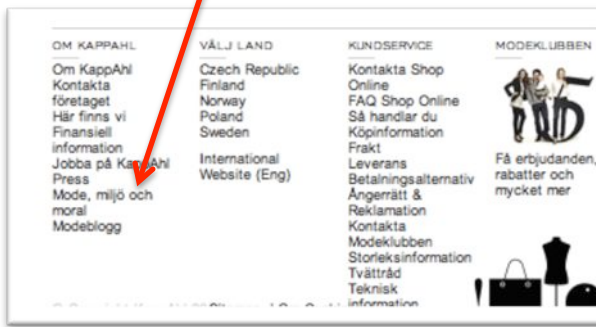 OM KAPPAHL
Om KappAhl
Kontakta
företaget
Här finns vi
Finansiell
information
Jobba på KappAhl
Press
Mode, miljö och
moral
Modeblogg
VÄLJ LAND
Czech Republic
Finland
Norway
Poland
Sweden
International
Website (Eng)
KUNDSERVICE
Kontakta Shop
Online
FAQ Shop Online
Så handlar du
Köpinformation
Frakt
Leverans
Betalningsalternativ
Ångerrätt &
Reklamation
Kontakta
Modeklubben
Storleksinformation
Tvättråd
Teknisk
information
MODEKLUBBEN
Få erbjudanden,
rabatter och
mycket mer